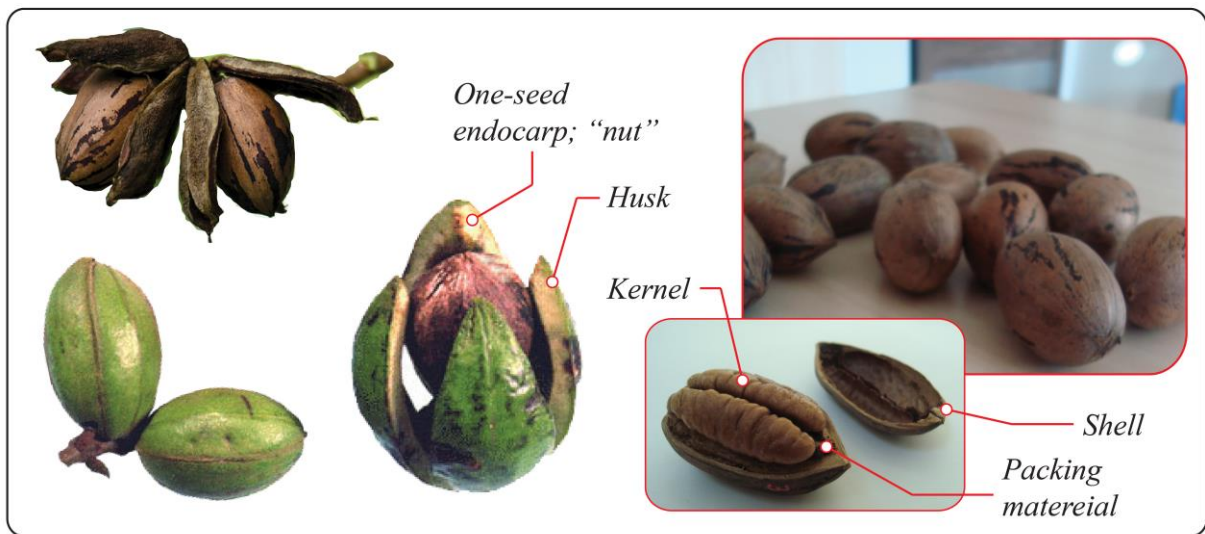 One-seed
endocarp; “nut”
Husk
Kernel
Shell
Packing
matereial